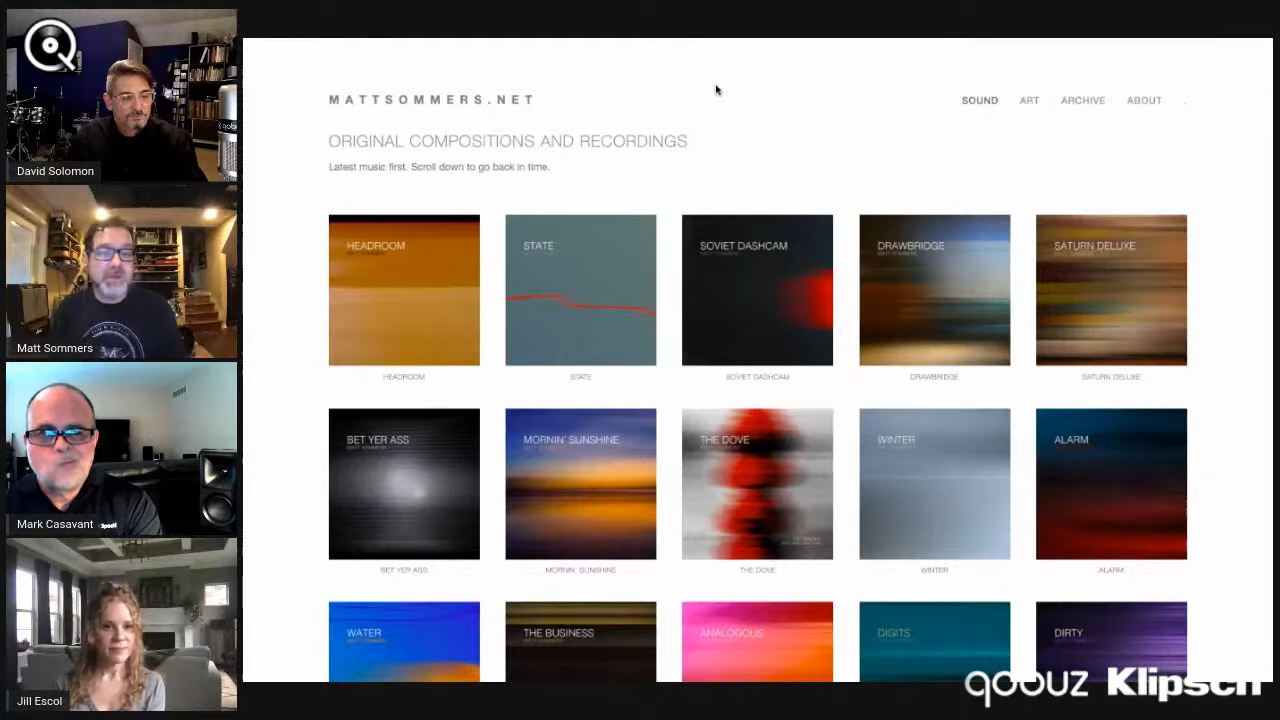 David Solomon
Matt Sommers
Mark Casavant
Jill Escol
MATTSOMMERS.NET
SOUND ART ARCHIVE ABOUT
ORIGINAL COMPOSITIONS AND RECORDINGS
Latest music first. Scroll down to go back in time.
HEADROOM
STATE
SOVIET DASHCAM
DRAWBRIDGE
SATURN DELUXE
HEADROOM
STATE
SOVIET DASHCAM
DRAWBRIDGE
SATURN DELUXE
BET YER ASS
MORNIN' SUNSHINE
THE DOVE
WINTER
ALARM
BET YER ASS
MORNIN' SUNSHINE
THE DOVE
WINTER
ALARM
WATER
THE BUSINESS
ANALOGOUS
DIGITS
DIRTY
qobuz Klipsch